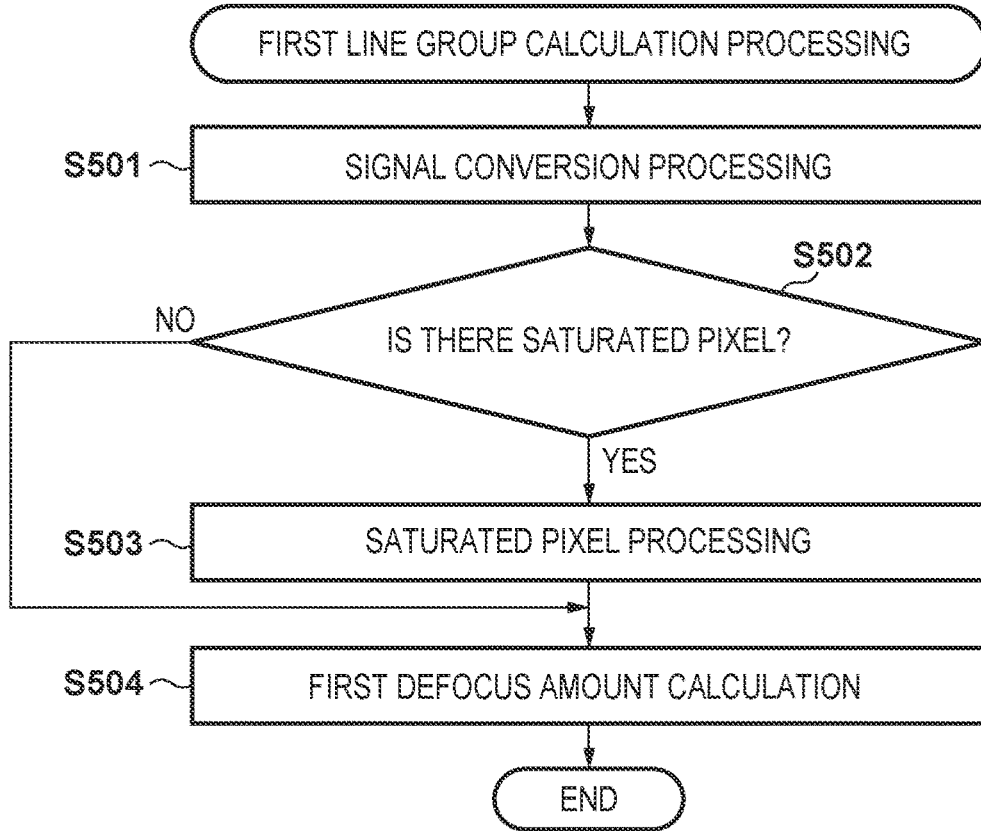 FIRST LINE GROUP CALCULATION PROCESSING
S501
SIGNAL CONVERSION PROCESSING
S502
NO
IS THERE SATURATED PIXEL?
YES
S503
SATURATED PIXEL PROCESSING
S504
FIRST DEFOCUS AMOUNT CALCULATION
END